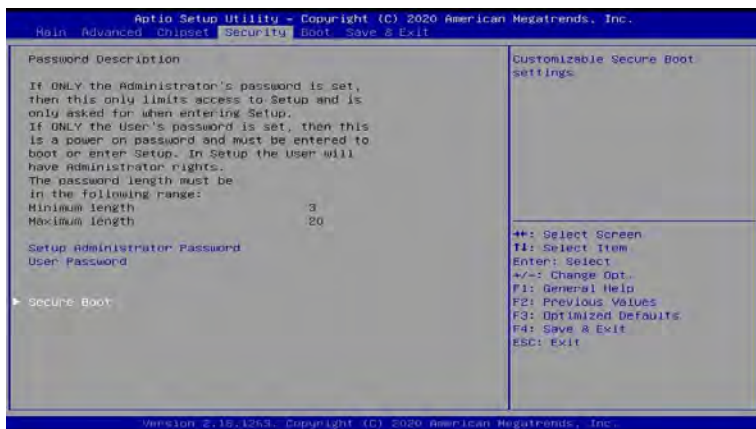 Aptio Setup Utility – Copyright (C) 2020 American Megatrends, Inc.
Main Advanced Chipset Security Boot Save & Exit
Password Description
If ONLY the Administrator's password is set,
then this only limits access to Setup and is
only asked for when entering Setup.
If ONLY the User's password is set, then this
is a power on password and must be entered to
boot or enter Setup. In Setup the User will
have Administrator rights.
The password length must be
in the following range:
Minimum length 3
Maximum length 20
Setup Administrator Password
User Password
► Secure Boot
Customizable Secure Boot
settings
→←: Select Screen
↑↓: Select Item
Enter: Select
+/-: Change Opt.
F1: General Help
F2: Previous Values
F3: Optimized Defaults
F4: Save & Exit
ESC: Exit
Version 2.18.1263. Copyright (C) 2020 American Megatrends, Inc.